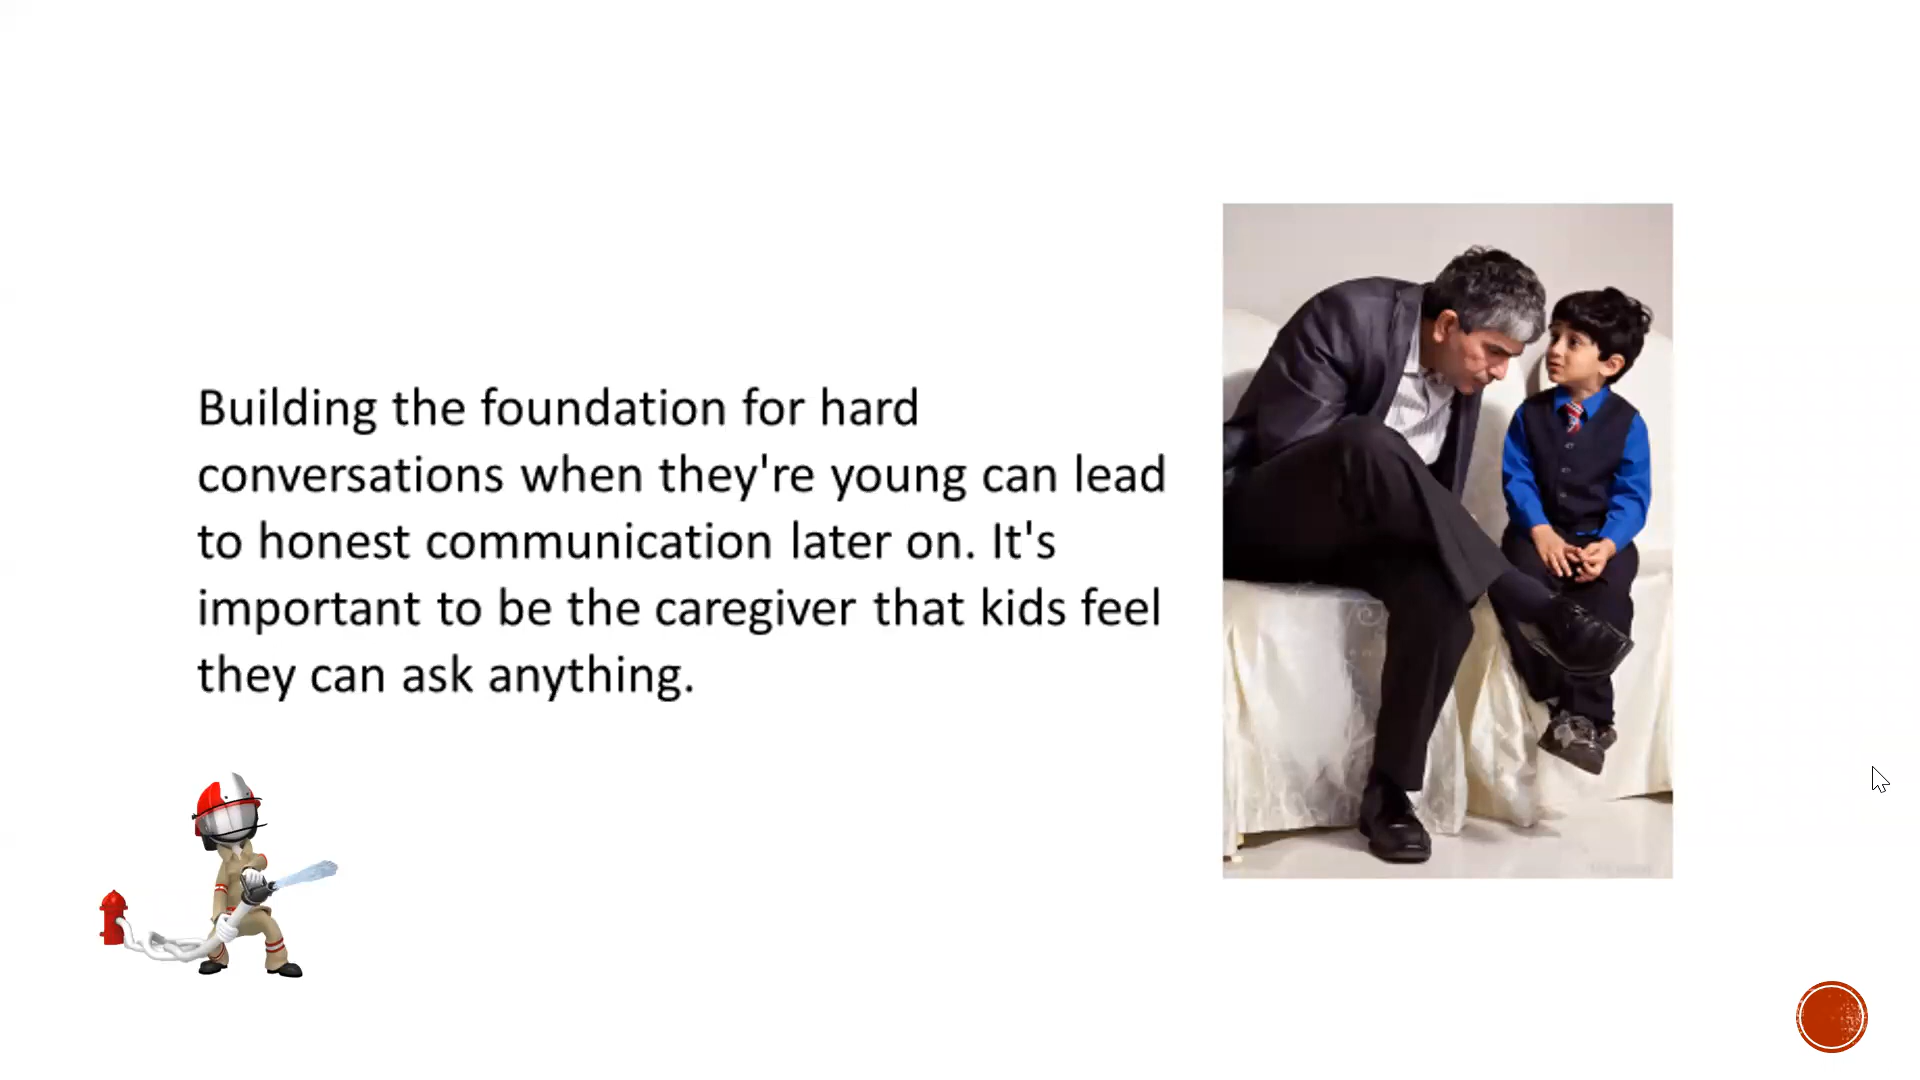 Building the foundation for hard
conversations when they're young can lead
to honest communication later on. It's
important to be the caregiver that kids feel
they can ask anything.